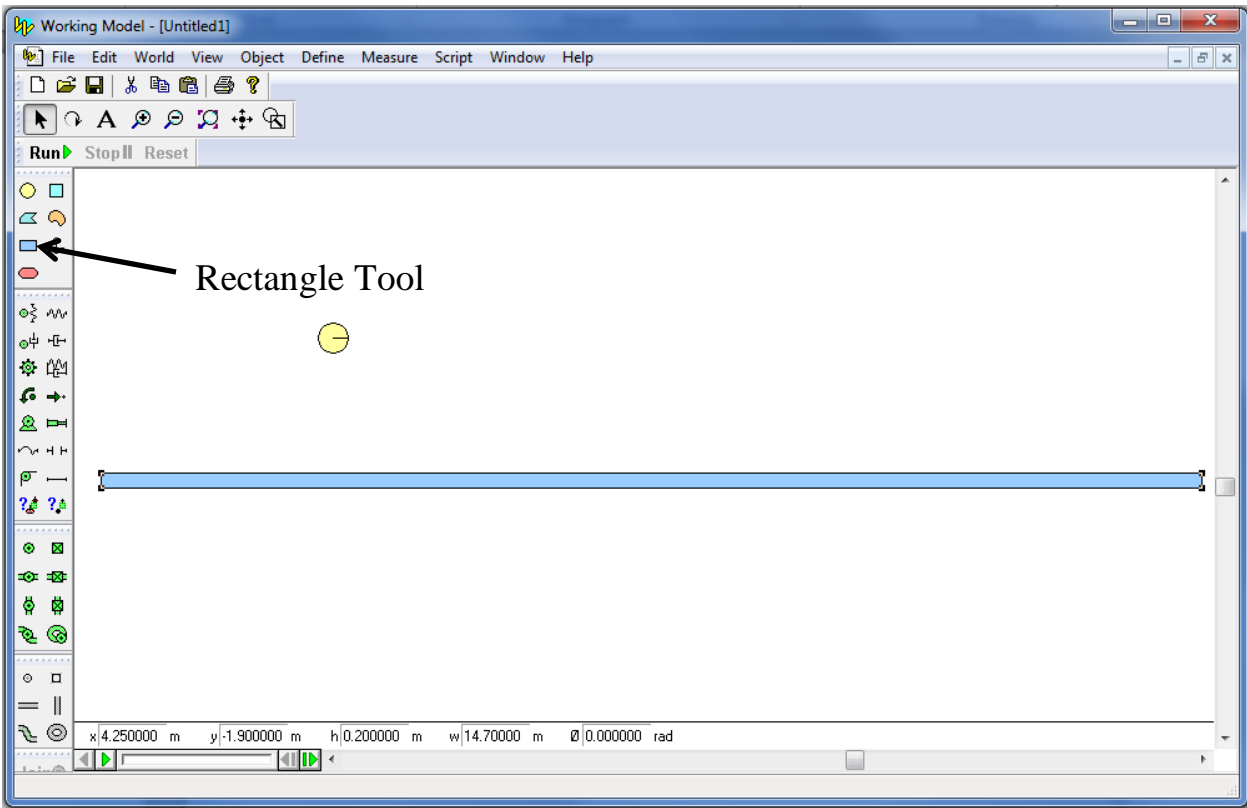 Working Model - [Untitled1]
File Edit World View Object Define Measure Script Window Help
A
Run Stop Reset
Rectangle Tool
x 4.250000 m y -1.900000 m h 0.200000 m w 14.70000 m Ø 0.000000 rad